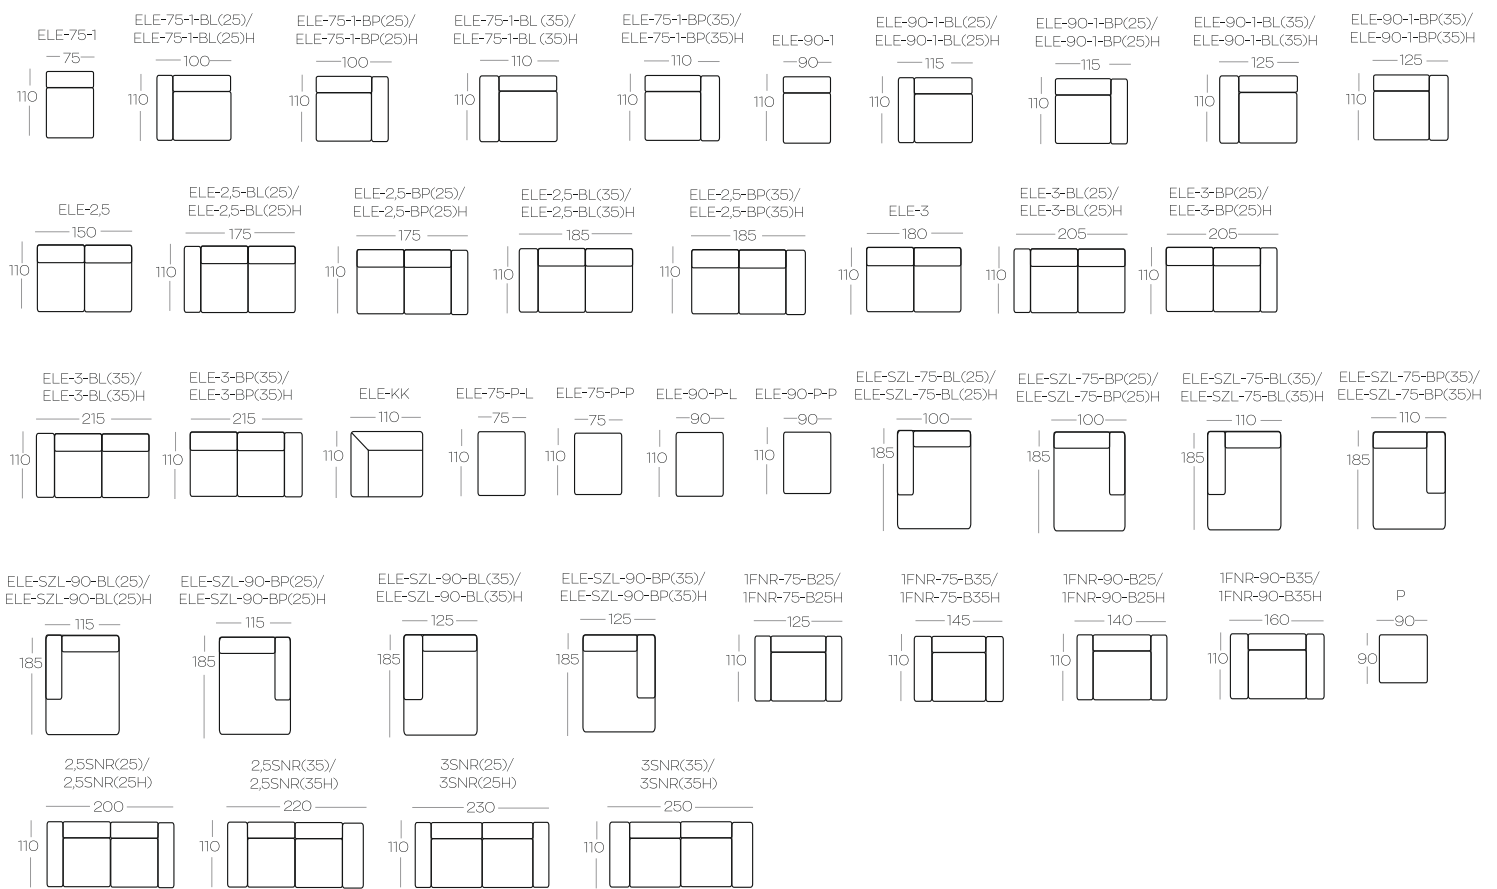 ELE-75-1
75
110
ELE-75-1-BL(25)/
ELE-75-1-BL(25)H
100
110
ELE-75-1-BP(25)/
ELE-75-1-BP(25)H
100
110
ELE-75-1-BL (35)/
ELE-75-1-BL (35)H
110
110
ELE-75-1-BP(35)/
ELE-75-1-BP(35)H
110
110
ELE-90-1
90
110
ELE-90-1-BL(25)/
ELE-90-1-BL(25)H
115
110
ELE-90-1-BP(25)/
ELE-90-1-BP(25)H
115
110
ELE-90-1-BL(35)/
ELE-90-1-BL(35)H
125
110
ELE-90-1-BP(35)/
ELE-90-1-BP(35)H
125
110
ELE-2,5
150
110
ELE-2,5-BL(25)/
ELE-2,5-BL(25)H
175
110
ELE-2,5-BP(25)/
ELE-2,5-BP(25)H
175
110
ELE-2,5-BL(35)/
ELE-2,5-BL(35)H
185
110
ELE-2,5-BP(35)/
ELE-2,5-BP(35)H
185
110
ELE-3
180
110
ELE-3-BL(25)/
ELE-3-BL(25)H
205
110
ELE-3-BP(25)/
ELE-3-BP(25)H
205
110
ELE-3-BL(35)/
ELE-3-BL(35)H
215
110
ELE-3-BP(35)/
ELE-3-BP(35)H
215
110
ELE-KK
110
110
ELE-75-P-L
75
110
ELE-75-P-P
75
110
ELE-90-P-L
90
110
ELE-90-P-P
90
110
ELE-SZL-75-BL(25)/
ELE-SZL-75-BL(25)H
100
185
ELE-SZL-75-BP(25)/
ELE-SZL-75-BP(25)H
100
185
ELE-SZL-75-BL(35)/
ELE-SZL-75-BL(35)H
110
185
ELE-SZL-75-BP(35)/
ELE-SZL-75-BP(35)H
110
185
ELE-SZL-90-BL(25)/
ELE-SZL-90-BL(25)H
115
185
ELE-SZL-90-BP(25)/
ELE-SZL-90-BP(25)H
115
185
ELE-SZL-90-BL(35)/
ELE-SZL-90-BL(35)H
125
185
ELE-SZL-90-BP(35)/
ELE-SZL-90-BP(35)H
125
185
1FNR-75-B25/
1FNR-75-B25H
125
110
1FNR-75-B35/
1FNR-75-B35H
145
110
1FNR-90-B25/
1FNR-90-B25H
140
110
1FNR-90-B35/
1FNR-90-B35H
160
110
P
90
90
2,5SNR(25)/
2,5SNR(25H)
200
110
2,5SNR(35)/
2,5SNR(35H)
220
110
3SNR(25)/
3SNR(25H)
230
110
3SNR(35)/
3SNR(35H)
250
110